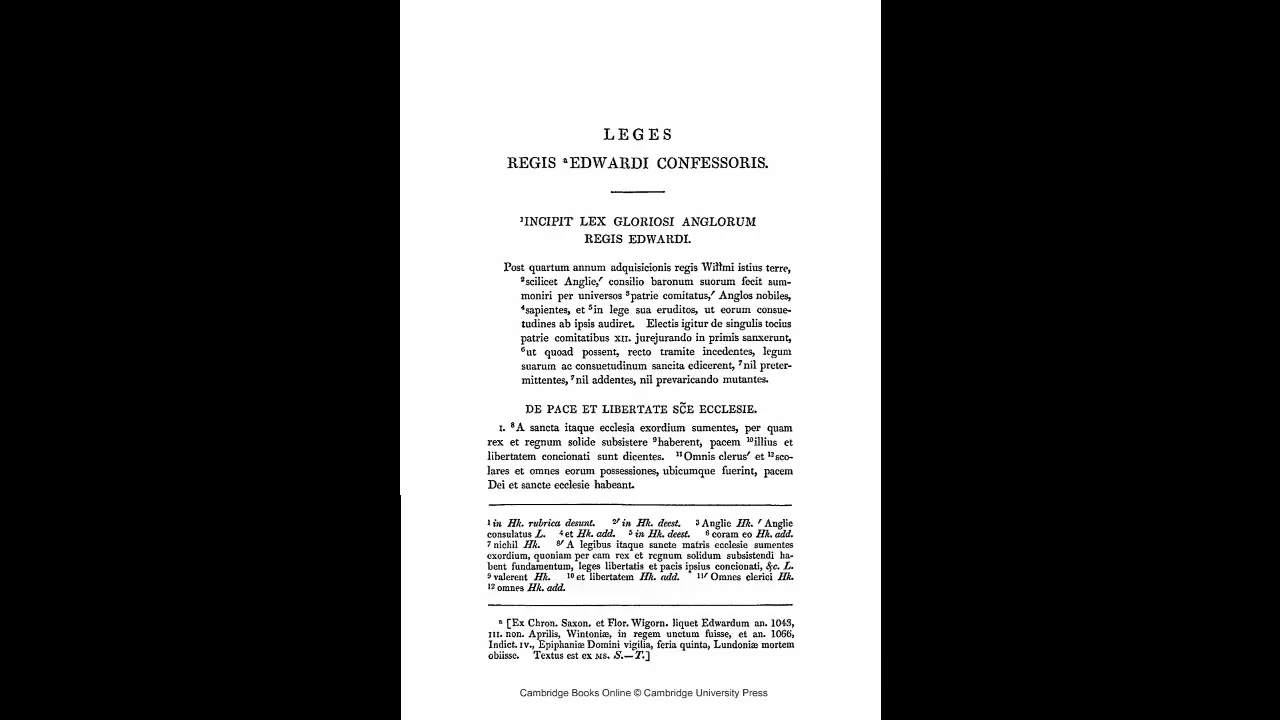 LEGES
REGIS ᵃEDWARDI CONFESSORIS.
¹INCIPIT LEX GLORIOSI ANGLORUM
REGIS EDWARDI.
Post quartum annum adquisicionis regis Wiłłmi istius terre,
²scilicet Anglie,′ consilio baronum suorum fecit sum-
moniri per universos ³patrie comitatus,′ Anglos nobiles,
⁴sapientes, et ⁵in lege sua eruditos, ut eorum consue-
tudines ab ipsis audiret. Electis igitur de singulis tocius
patrie comitatibus XII. jurejurando in primis sanxerunt,
⁶ut quoad possent, recto tramite incedentes, legum
suarum ac consuetudinum sancita edicerent, ⁷nil preter-
mittentes, ⁷nil addentes, nil prevaricando mutantes.
DE PACE ET LIBERTATE SC̃E ECCLESIE.
I. ⁸A sancta itaque ecclesia exordium sumentes, per quam
rex et regnum solide subsistere ⁹haberent, pacem ¹⁰illius et
libertatem concionati sunt dicentes. ¹¹Omnis clerus′ et ¹²sco-
lares et omnes eorum possessiones, ubicumque fuerint, pacem
Dei et sancte ecclesie habeant.
¹ in Hk. rubrica desunt. ²′ in Hk. deest. ³ Anglie Hk. ′ Anglie
consulatus L. ⁴ et Hk. add. ⁵ in Hk. deest. ⁶ coram eo Hk. add.
⁷ nichil Hk. ⁸′ A legibus itaque sancte matris ecclesie sumentes
exordium, quoniam per eam rex et regnum solidum subsistendi ha-
bent fundamentum, leges libertatis et pacis ipsius concionati, &c. L.
⁹ valerent Hk. ¹⁰ et libertatem Hk. add. ¹¹′ Omnes clerici Hk.
¹² omnes Hk. add.
ᵃ [Ex Chron. Saxon. et Flor. Wigorn. liquet Edwardum an. 1043,
III. non. Aprilis, Wintoniæ, in regem unctum fuisse, et an. 1066,
Indict. IV., Epiphaniæ Domini vigilia, feria quinta, Lundoniæ mortem
obiisse. Textus est ex MS. S.—T.]
Cambridge Books Online © Cambridge University Press